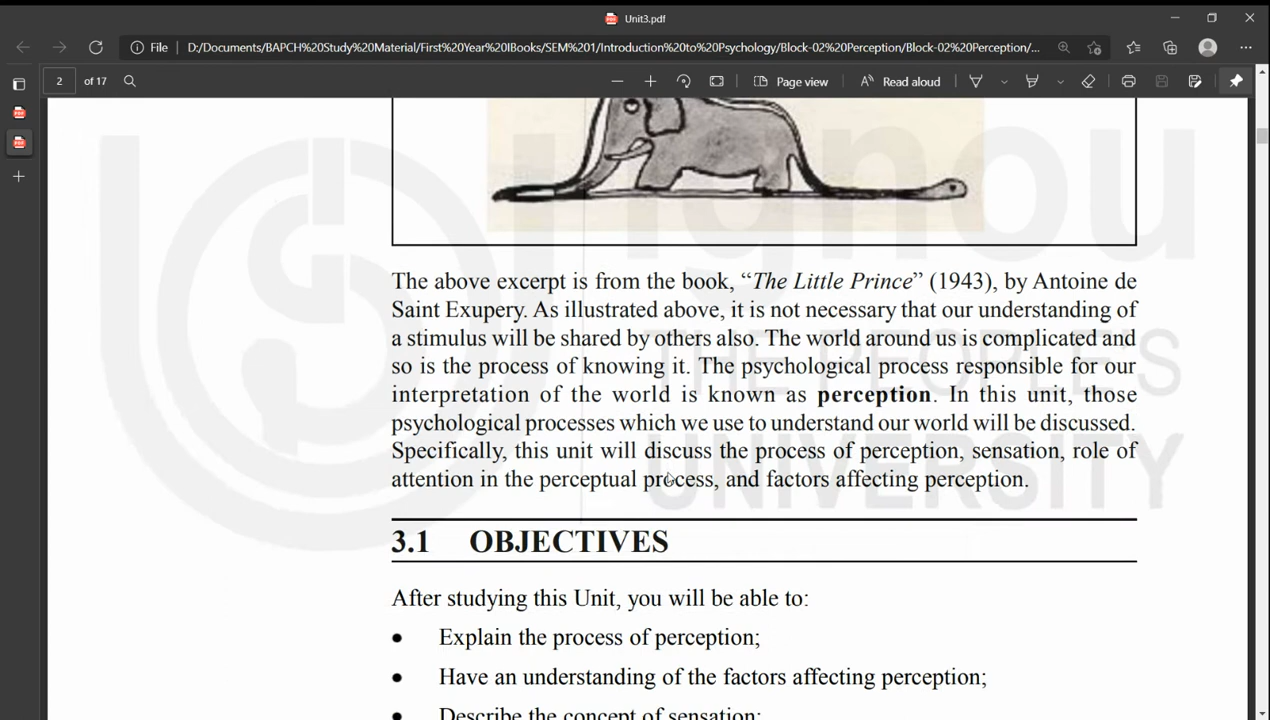 Unit3.pdf
File D:/Documents/BAPCH%20Study%20Material/First%20Year%20IBooks/SEM%201/Introduction%20to%20Psychology/Block-02%20Perception/Block-02%20Perception/...
2 of 17 Page view Read aloud
ignou
THE PEOPLE'S
UNIVERSITY
The above excerpt is from the book, “The Little Prince” (1943), by Antoine de
Saint Exupery. As illustrated above, it is not necessary that our understanding of
a stimulus will be shared by others also. The world around us is complicated and
so is the process of knowing it. The psychological process responsible for our
interpretation of the world is known as perception. In this unit, those
psychological processes which we use to understand our world will be discussed.
Specifically, this unit will discuss the process of perception, sensation, role of
attention in the perceptual process, and factors affecting perception.
3.1 OBJECTIVES
After studying this Unit, you will be able to:
● Explain the process of perception;
● Have an understanding of the factors affecting perception;
● Describe the concept of sensation;